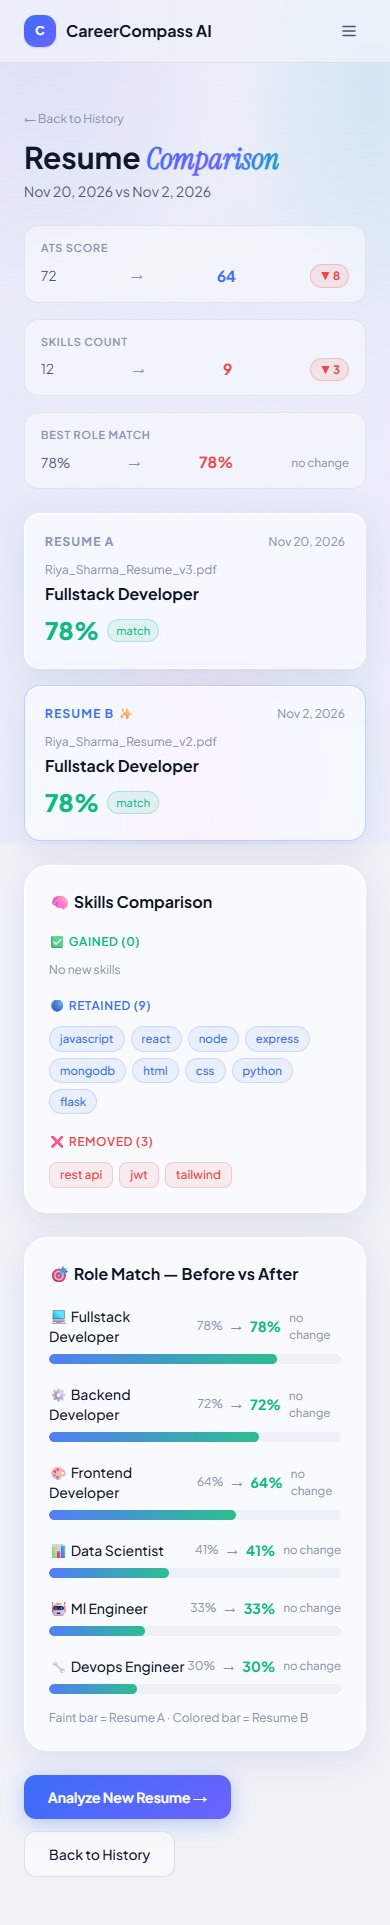 C CareerCompass AI
← Back to History
Resume Comparison
Nov 20, 2026 vs Nov 2, 2026
ATS SCORE
72 → 64 ▼ 8
SKILLS COUNT
12 → 9 ▼ 3
BEST ROLE MATCH
78% → 78% no change
RESUME A Nov 20, 2026
Riya_Sharma_Resume_v3.pdf
Fullstack Developer
78% match
RESUME B ✨ Nov 2, 2026
Riya_Sharma_Resume_v2.pdf
Fullstack Developer
78% match
🧠 Skills Comparison
✅ GAINED (0)
No new skills
🔵 RETAINED (9)
javascript react node express
mongodb html css python
flask
❌ REMOVED (3)
rest api jwt tailwind
🎯 Role Match — Before vs After
💻 Fullstack Developer 78% → 78% no change
⚙️ Backend Developer 72% → 72% no change
🎨 Frontend Developer 64% → 64% no change
📊 Data Scientist 41% → 41% no change
🤖 Ml Engineer 33% → 33% no change
🔧 Devops Engineer 30% → 30% no change
Faint bar = Resume A · Colored bar = Resume B
Analyze New Resume →
Back to History